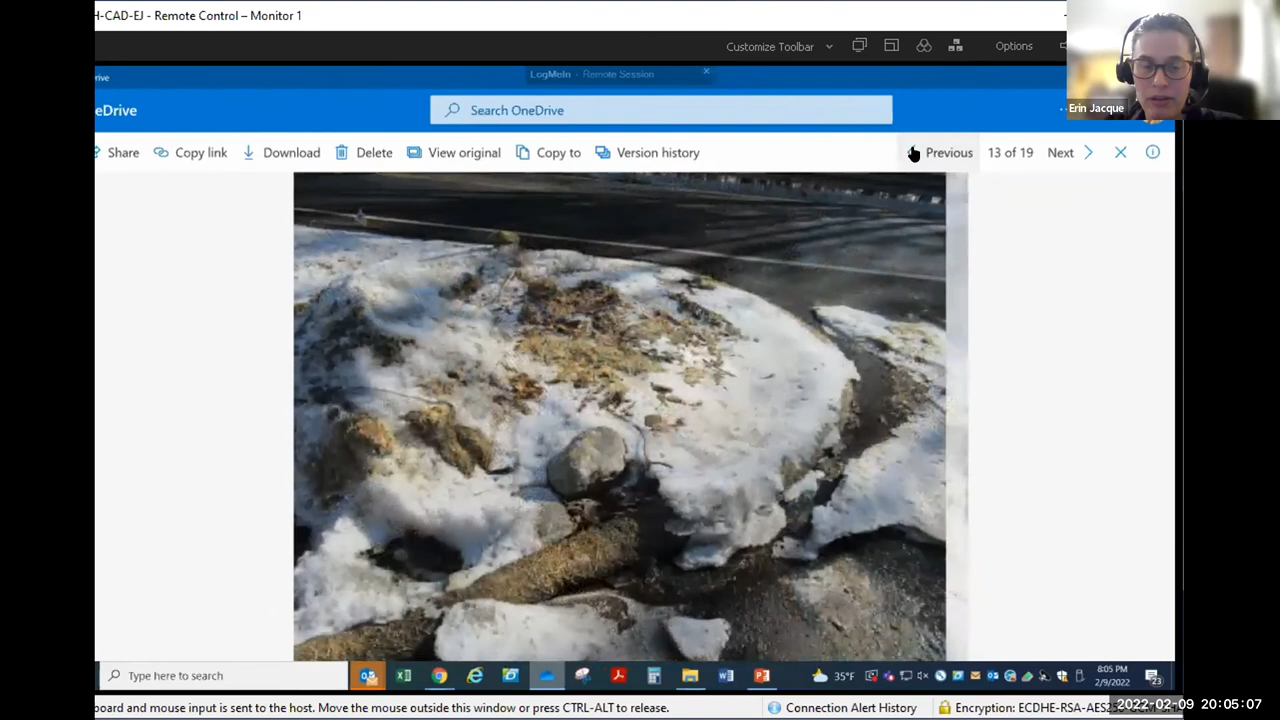 H-CAD-EJ - Remote Control – Monitor 1
Customize Toolbar
Options
rive
LogMeIn - Remote Session
eDrive
Search OneDrive
Erin Jacque
Share
Copy link
Download
Delete
View original
Copy to
Version history
Previous
13 of 19
Next
Type here to search
35°F
8:05 PM
2/9/2022
board and mouse input is sent to the host. Move the mouse outside this window or press CTRL-ALT to release.
Connection Alert History
Encryption: ECDHE-RSA-AES256
2022-02-09 20:05:07